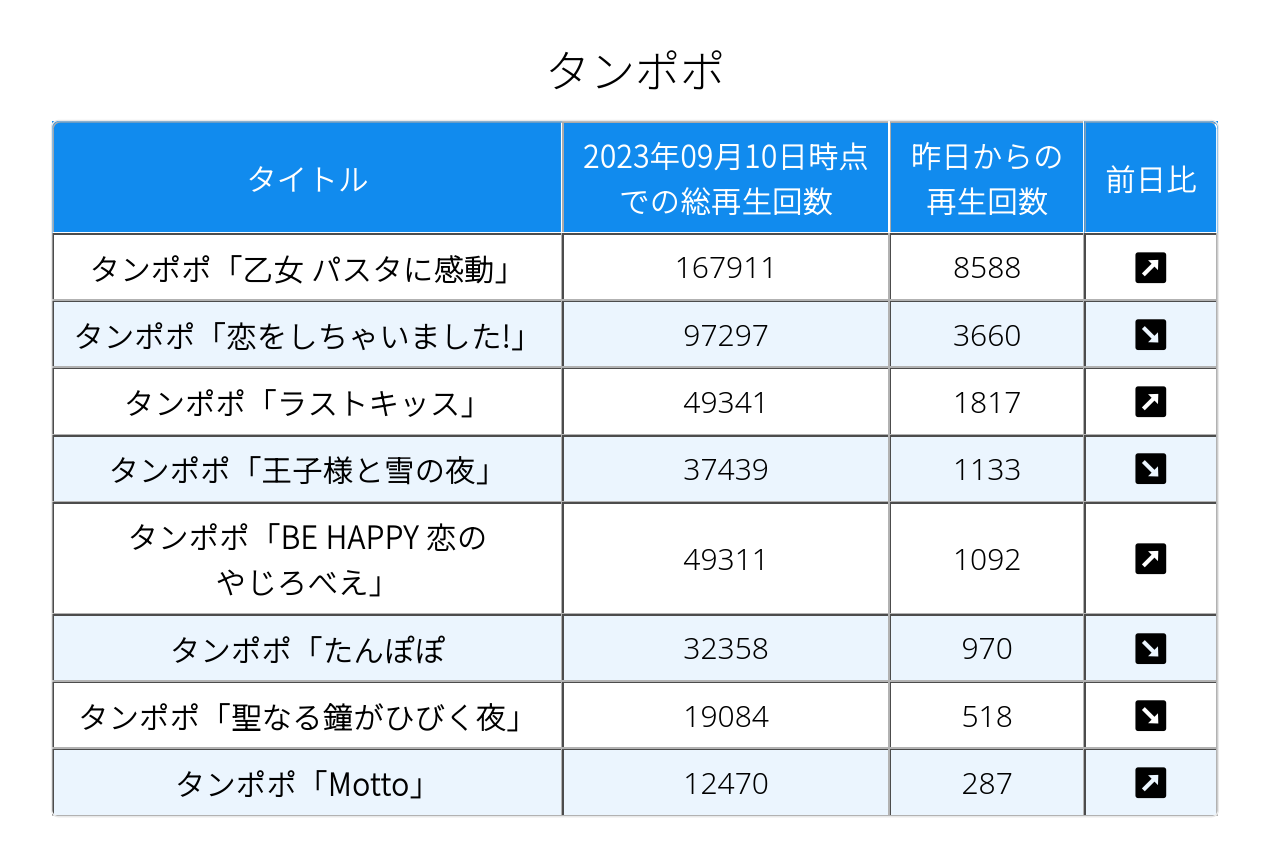 タンポポ
タイトル
2023年09月10日時点
での総再生回数
昨日からの
再生回数
前日比
タンポポ「乙女 パスタに感動」
167911
8588
タンポポ「恋をしちゃいました!」
97297
3660
タンポポ「ラストキッス」
49341
1817
タンポポ「王子様と雪の夜」
37439
1133
タンポポ「BE HAPPY 恋の
やじろべえ」
49311
1092
タンポポ「たんぽぽ
32358
970
タンポポ「聖なる鐘がひびく夜」
19084
518
タンポポ「Motto」
12470
287